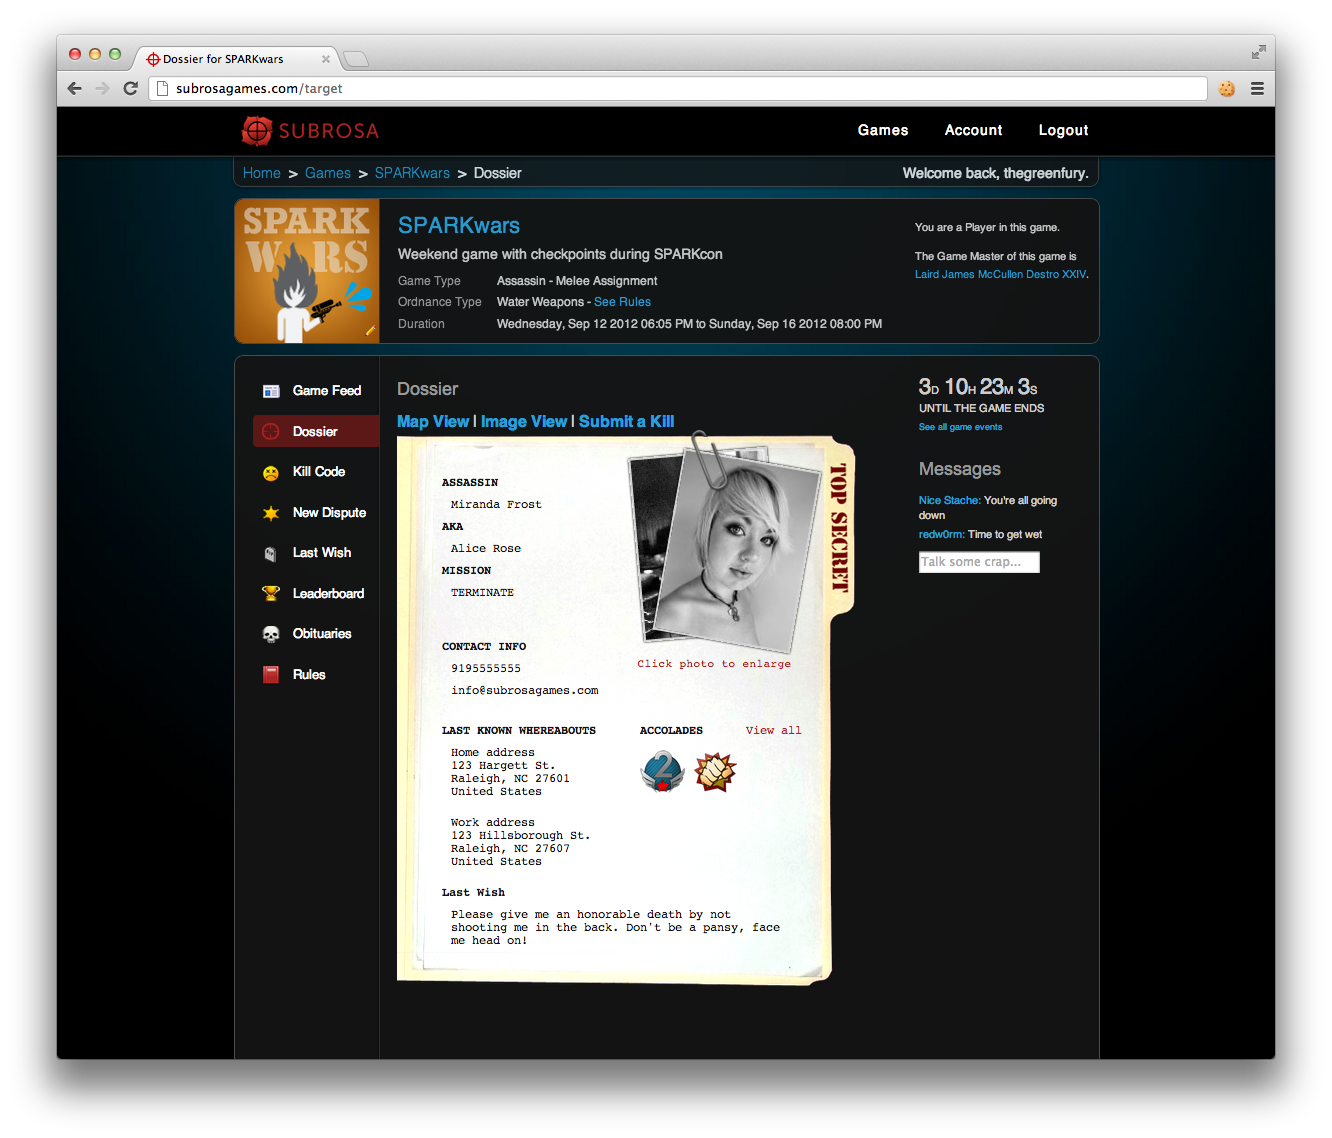 Dossier for SPARKwars
subrosagames.com/target
SUBROSA
Games Account Logout
Home > Games > SPARKwars > Dossier
Welcome back, thegreenfury.
SPARK
WARS
SPARKwars
Weekend game with checkpoints during SPARKcon
Game Type Assassin - Melee Assignment
Ordnance Type Water Weapons - See Rules
Duration Wednesday, Sep 12 2012 06:05 PM to Sunday, Sep 16 2012 08:00 PM
You are a Player in this game.
The Game Master of this game is
Laird James McCullen Destro XXIV.
Game Feed
Dossier
Kill Code
New Dispute
Last Wish
Leaderboard
Obituaries
Rules
Dossier
Map View | Image View | Submit a Kill
ASSASSIN
Miranda Frost
AKA
Alice Rose
MISSION
TERMINATE
CONTACT INFO
9195555555
info@subrosagames.com
TOP SECRET
Click photo to enlarge
LAST KNOWN WHEREABOUTS
Home address
123 Hargett St.
Raleigh, NC 27601
United States
Work address
123 Hillsborough St.
Raleigh, NC 27607
United States
ACCOLADES View all
2
Last Wish
Please give me an honorable death by not
shooting me in the back. Don't be a pansy, face
me head on!
3D 10H 23M 3S
UNTIL THE GAME ENDS
See all game events
Messages
Nice Stache: You're all going
down
redw0rm: Time to get wet
Talk some crap...